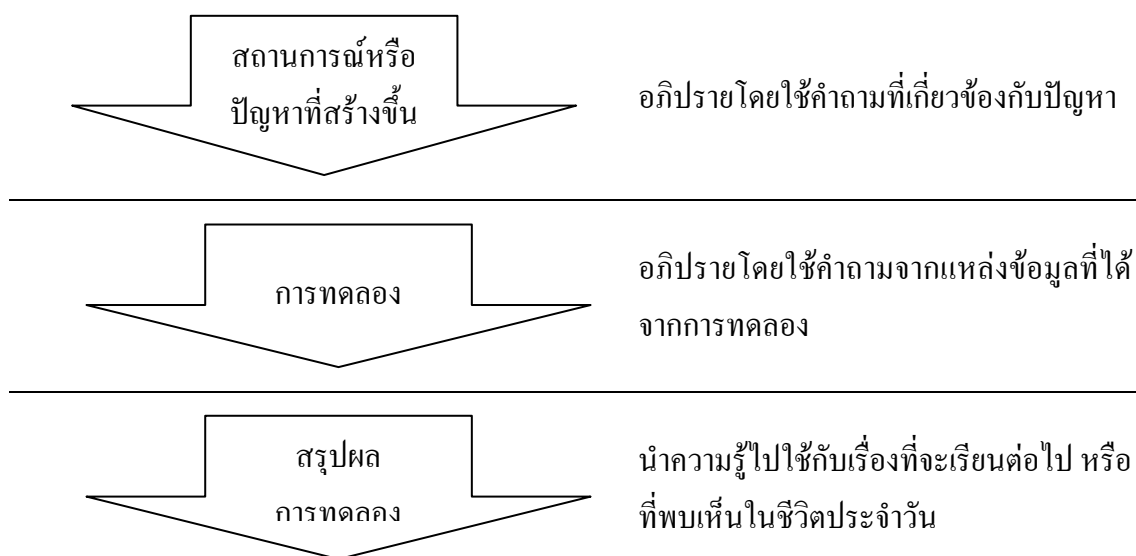 สถานการณ์หรือ
ปัญหาที่สร้างขึ้น
อภิปรายโดยใช้คำถามที่เกี่ยวข้องกับปัญหา
การทดลอง
อภิปรายโดยใช้คำถามจากแหล่งข้อมูลที่ได้
จากการทดลอง
สรุปผล
การทดลอง
นำความรู้ไปใช้กับเรื่องที่จะเรียนต่อไป หรือ
ที่พบเห็นในชีวิตประจำวัน